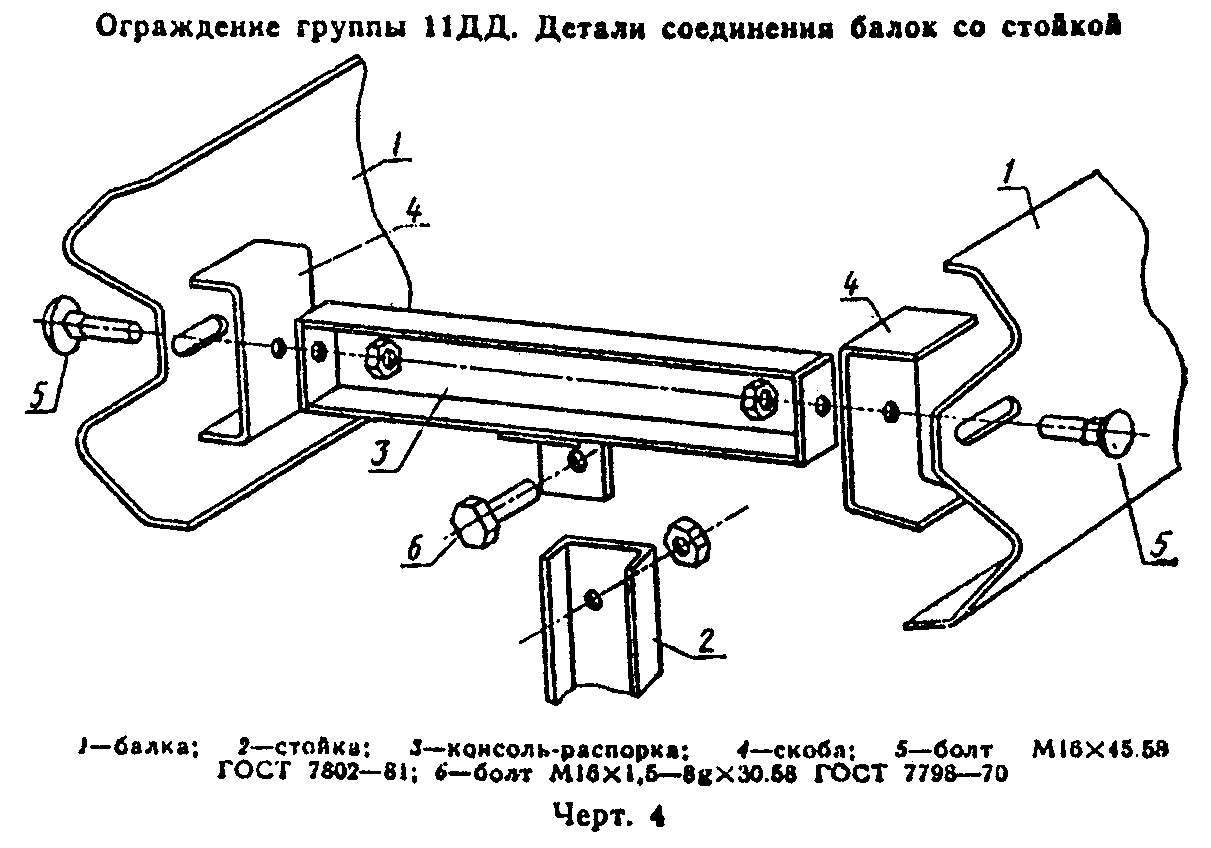 Ограждение группы 11ДД. Детали соединения балок со стойкой
1
1
4
4
5
3
6
5
2
1—балка; 2—стойка; 3—консоль-распорка; 4—скоба; 5—болт М16×45.58
ГОСТ 7802—81; 6—болт М16×1,5—8g×30.58 ГОСТ 7798—70
Черт. 4